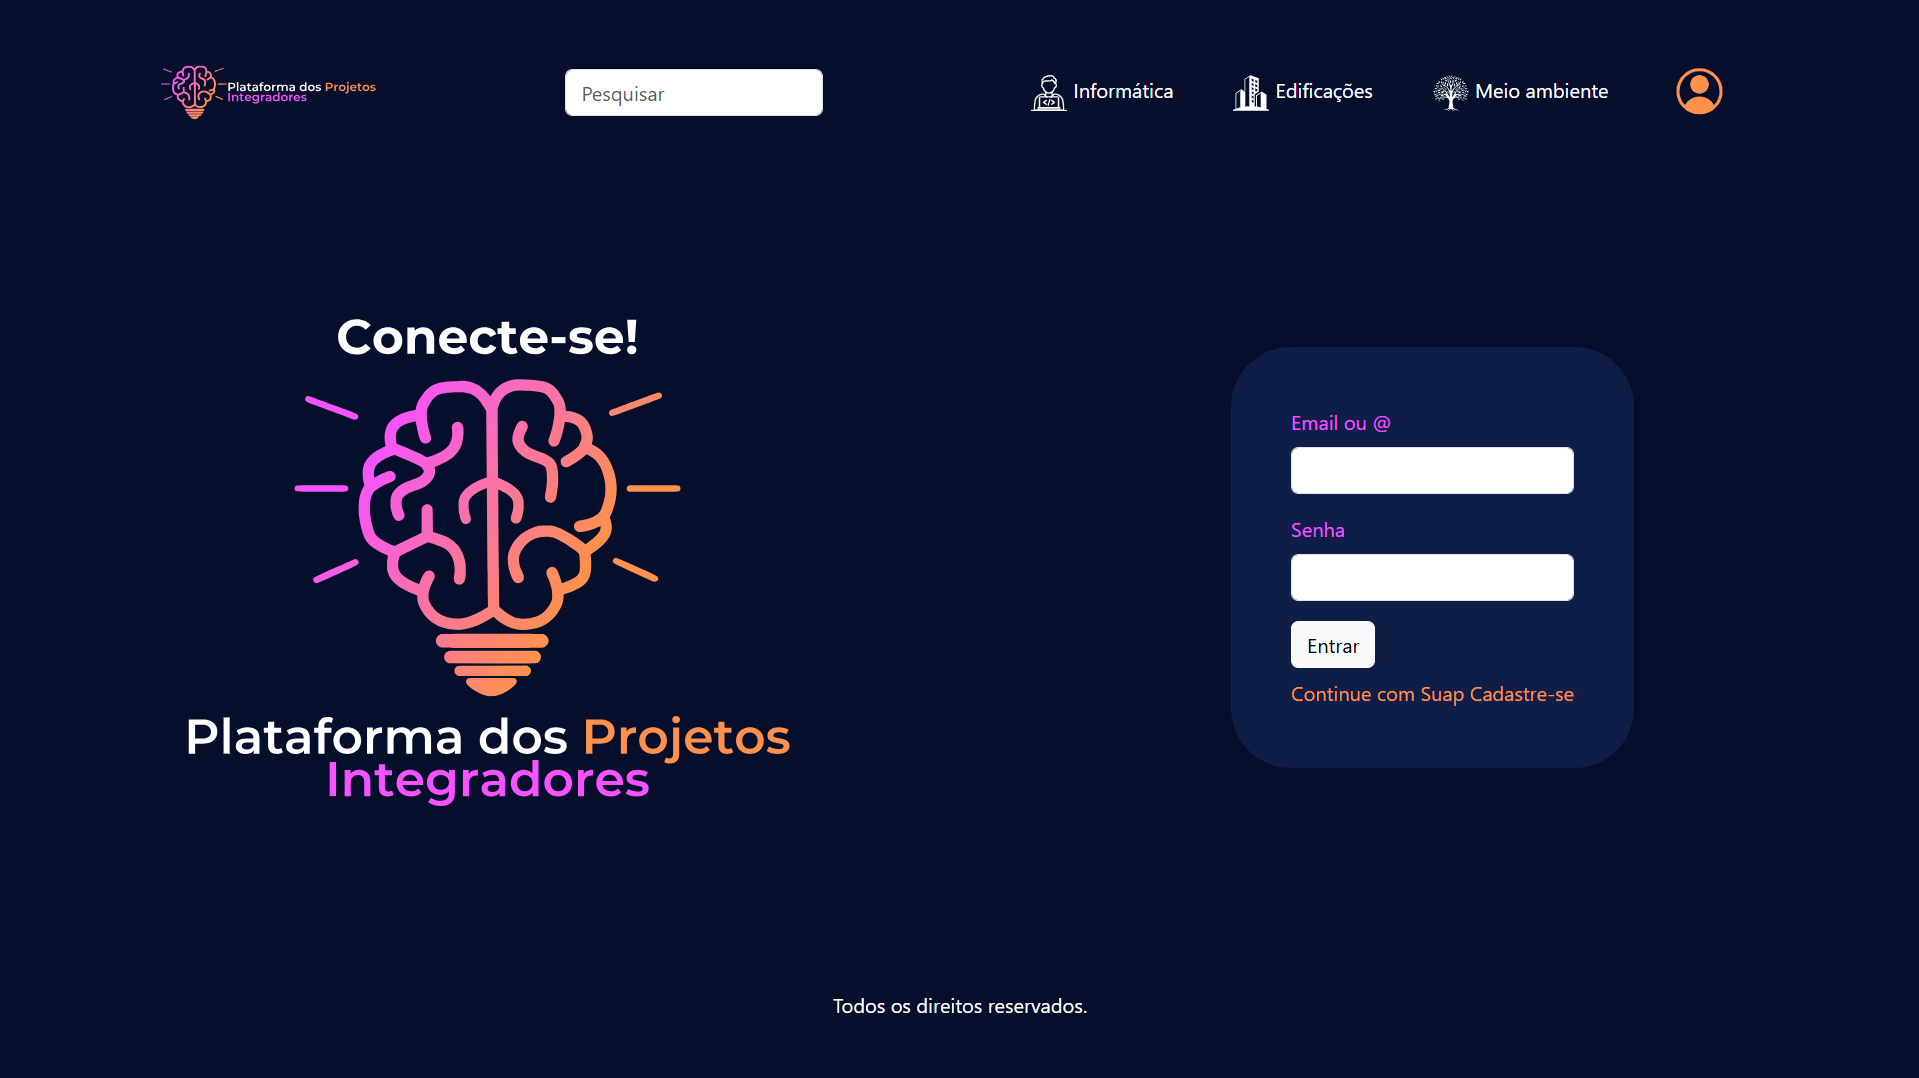 Plataforma dos Projetos
Integradores
Pesquisar
Informática
Edificações
Meio ambiente
Conecte-se!
Plataforma dos Projetos
Integradores
Email ou @
Senha
Entrar
Continue com Suap Cadastre-se
Todos os direitos reservados.